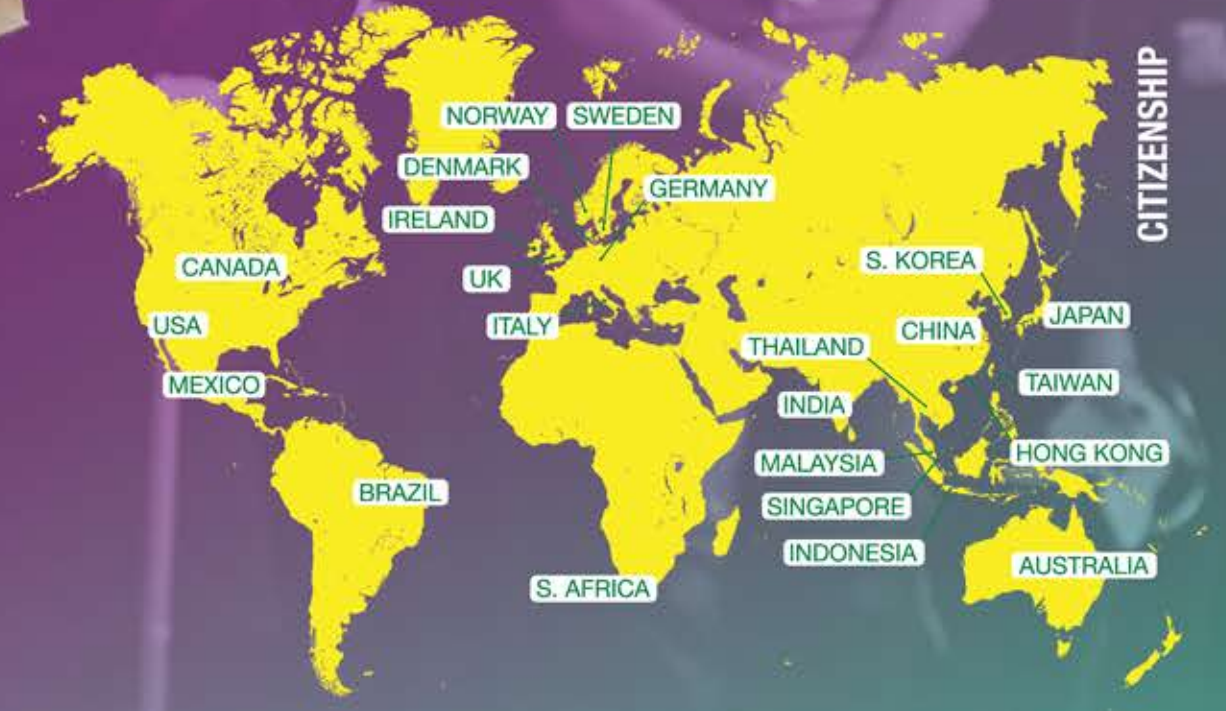 CITIZENSHIP
NORWAY
SWEDEN
DENMARK
GERMANY
IRELAND
CANADA
UK
S. KOREA
USA
ITALY
CHINA
JAPAN
THAILAND
MEXICO
TAIWAN
INDIA
HONG KONG
MALAYSIA
BRAZIL
SINGAPORE
INDONESIA
AUSTRALIA
S. AFRICA